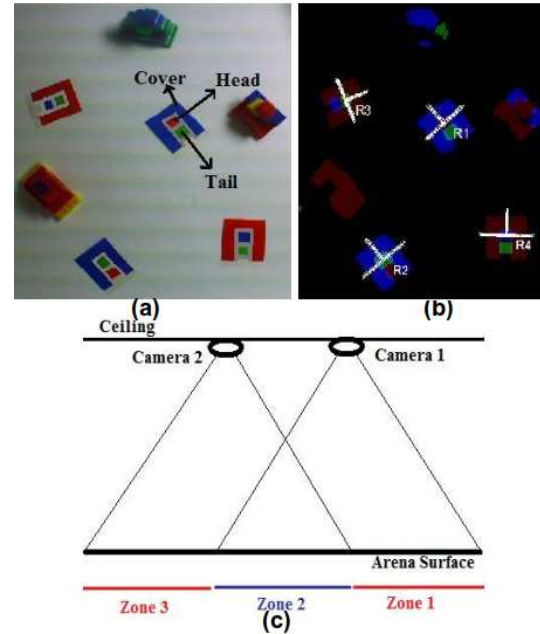 Cover
Head
Tail
R3
R1
R2
R4
(a)
(b)
Ceiling
Camera 2
Camera 1
Arena Surface
Zone 3
Zone 2
Zone 1
(c)